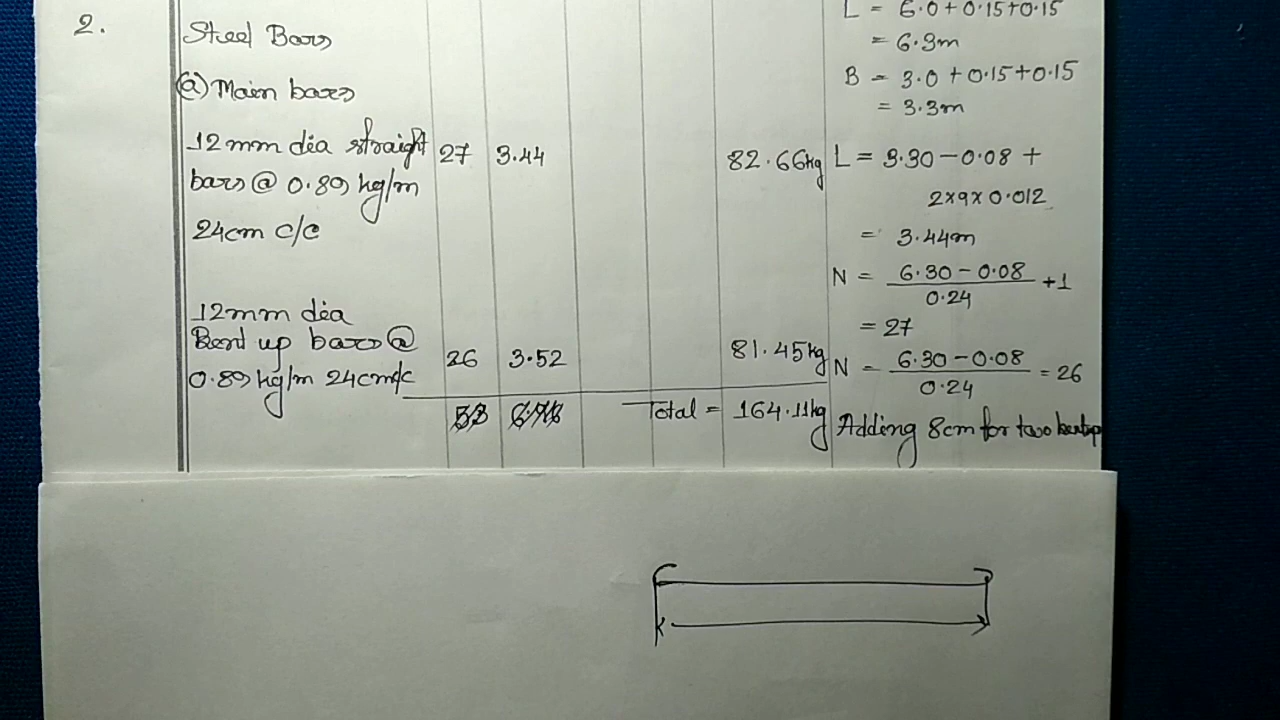 2.
Steel Bars
(a) Main bars
12mm dia straight
bars @ 0.89 kg/m
24cm c/c
27
3.44
82.66kg
12mm dia
Bent up bars @
0.89 kg/m 24cmc/c
26
3.52
81.45kg
53
Total = 164.11kg
L = 6.0 + 0.15 + 0.15
= 6.3m
B = 3.0 + 0.15 + 0.15
= 3.3m
L = 3.30 - 0.08 +
2x9x0.012
= 3.44m
N = 6.30 - 0.08
0.24
+1
= 27
N = 6.30 - 0.08
0.24
= 26
Adding 8cm for two bentup